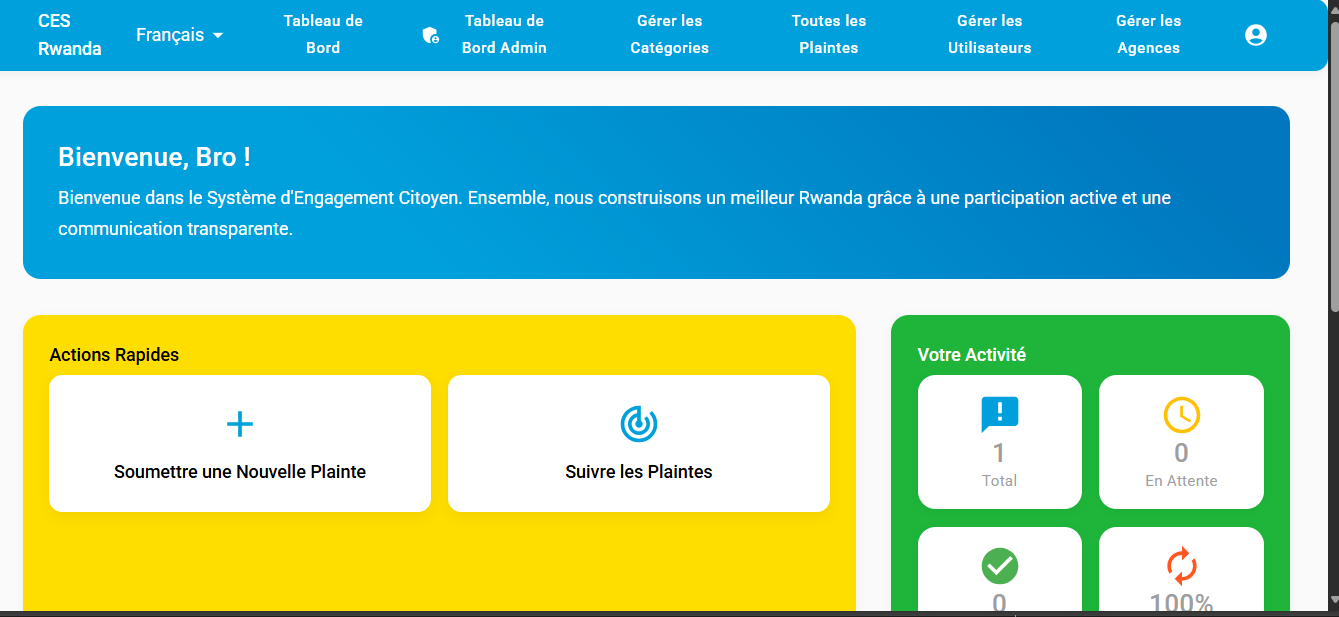 CES
Rwanda
Français
Tableau de
Bord
Tableau de
Bord Admin
Gérer les
Catégories
Toutes les
Plaintes
Gérer les
Utilisateurs
Gérer les
Agences
Bienvenue, Bro !
Bienvenue dans le Système d'Engagement Citoyen. Ensemble, nous construisons un meilleur Rwanda grâce à une participation active et une
communication transparente.
Actions Rapides
Soumettre une Nouvelle Plainte
Suivre les Plaintes
Votre Activité
1
Total
0
En Attente
0
100%